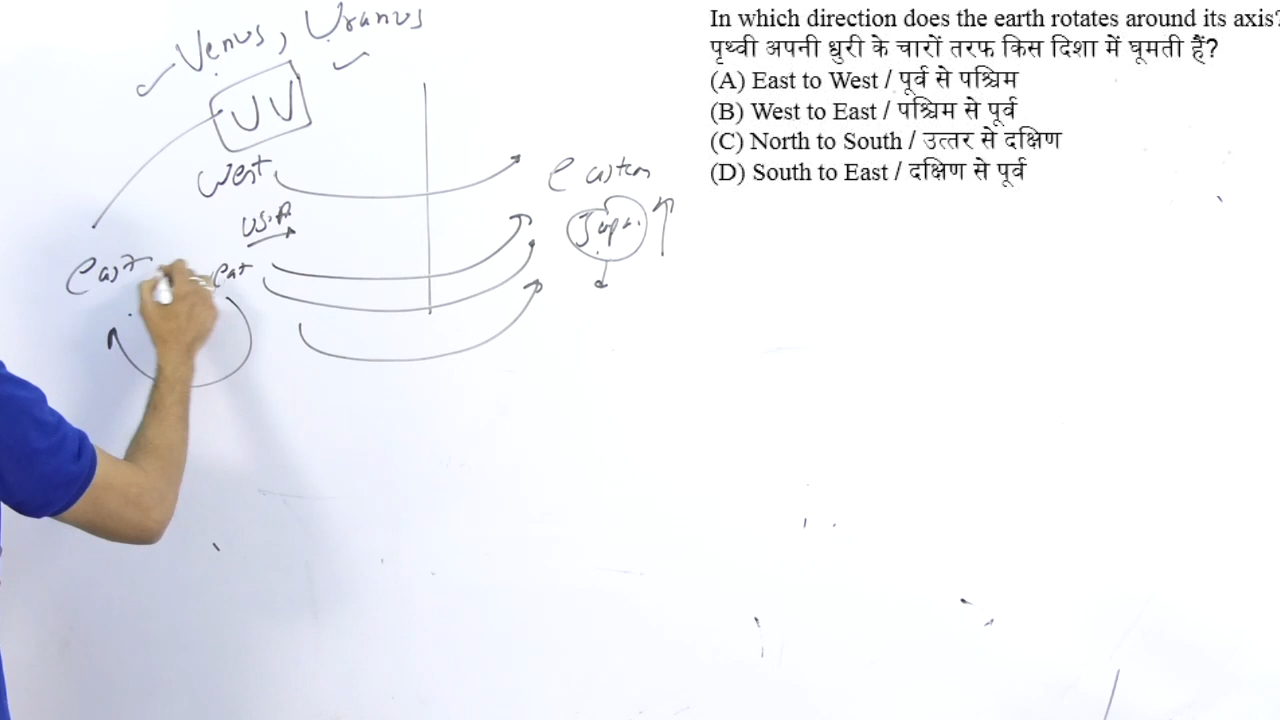 Venus, Uranus
UV
West
Eastern
U.S.A
Japa.
East
In which direction does the earth rotates around its axis?
पृथ्वी अपनी धुरी के चारों तरफ किस दिशा में घूमती हैं?
(A) East to West / पूर्व से पश्चिम
(B) West to East / पश्चिम से पूर्व
(C) North to South / उत्तर से दक्षिण
(D) South to East / दक्षिण से पूर्व